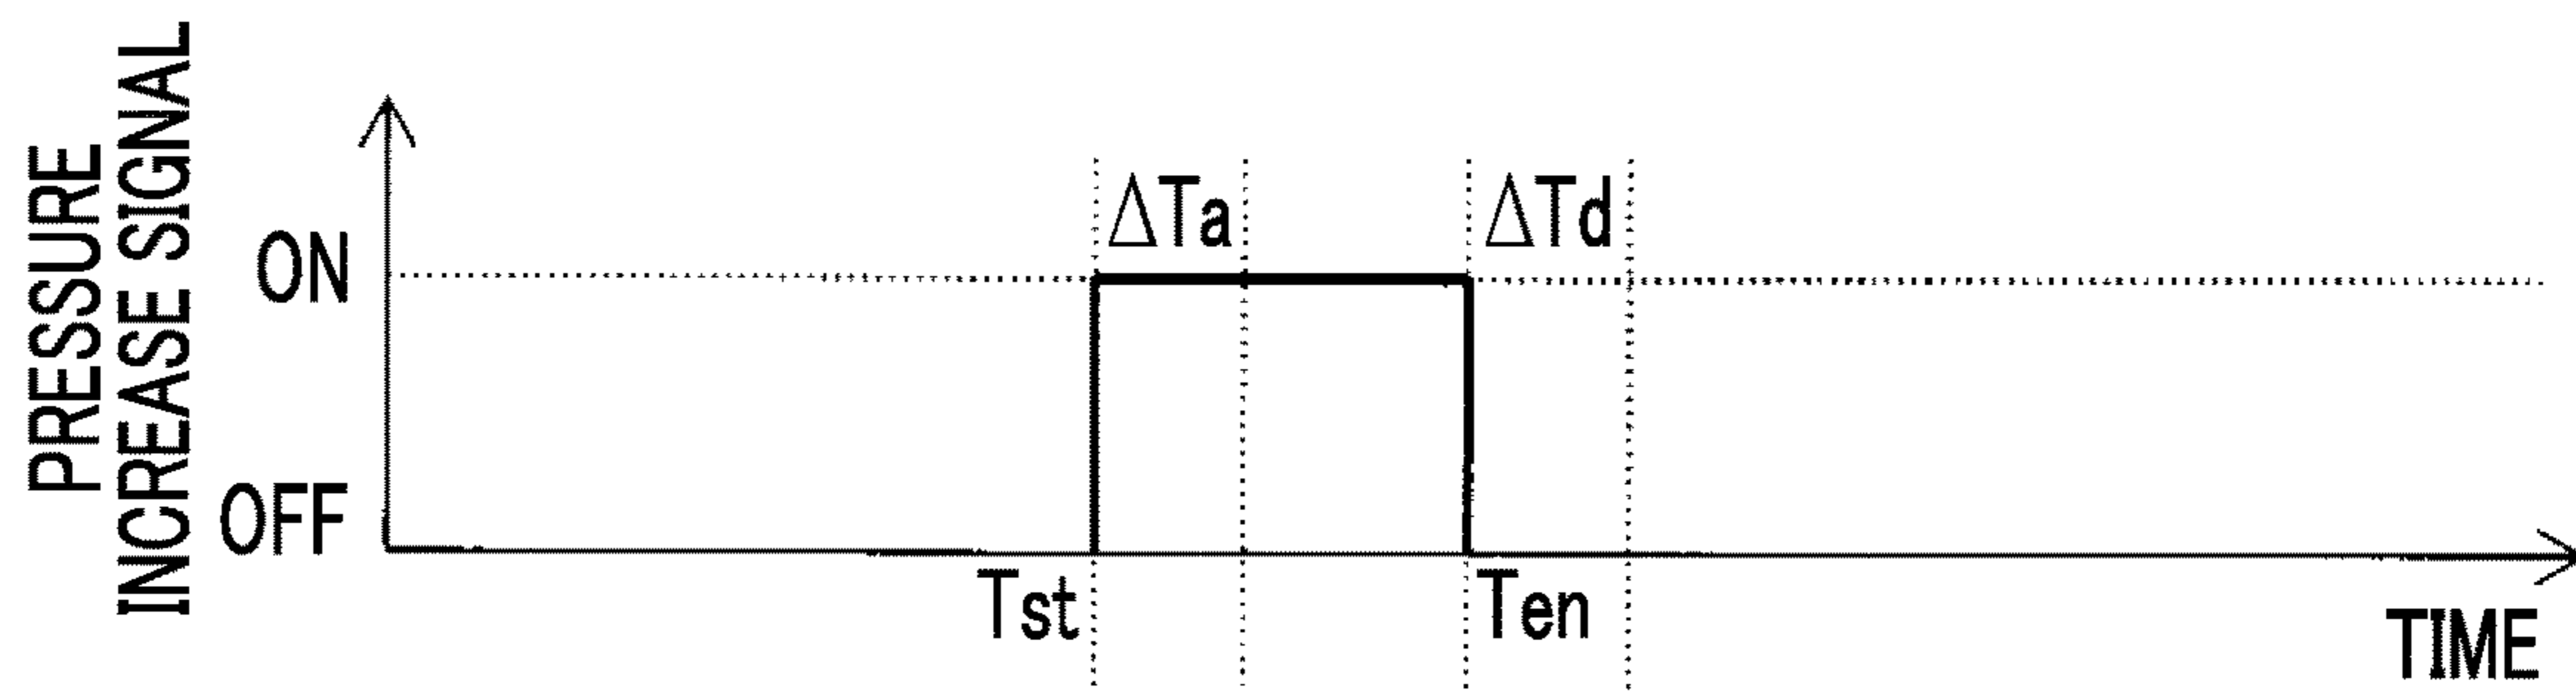 PRESSURE
INCREASE SIGNAL
ON
OFF
ΔTa
ΔTd
Tst
Ten
TIME